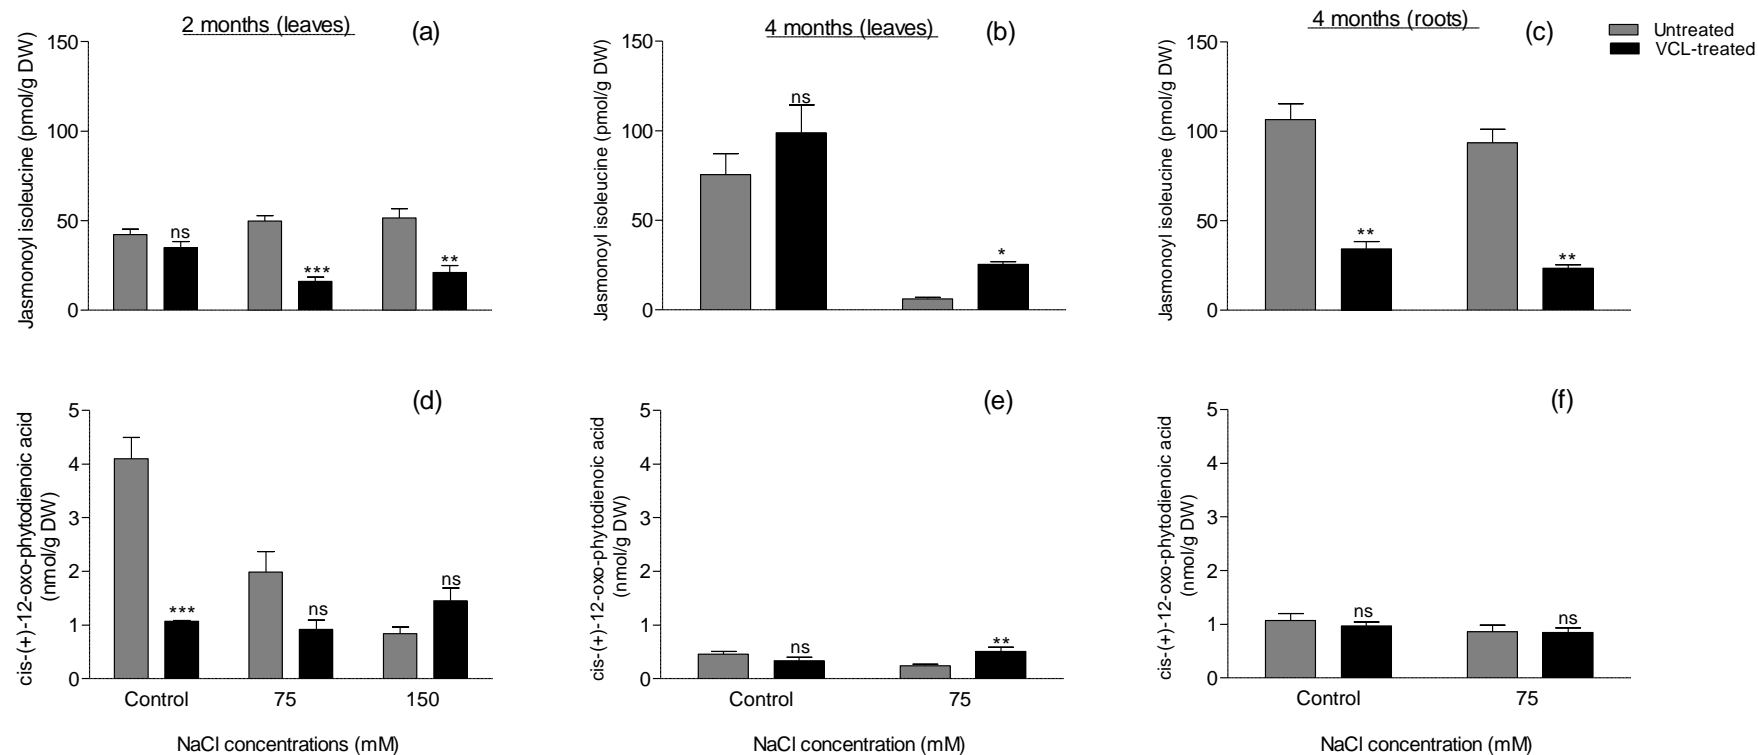 2 months (leaves)
(a)
4 months (leaves)
(b)
4 months (roots)
(c)
Untreated
VCL-treated
Jasmonoyl isoleucine (pmol/g DW)
150
100
50
0
ns
***
**
Jasmonoyl isoleucine (pmol/g DW)
150
100
50
0
ns
*
Jasmonoyl isoleucine (pmol/g DW)
150
100
50
0
**
**
(d)
cis-(+)-12-oxo-phytodienoic acid
(nmol/g DW)
5
4
3
2
1
0
***
ns
ns
Control 75 150
NaCl concentrations (mM)
(e)
cis-(+)-12-oxo-phytodienoic acid
(nmol/g DW)
5
4
3
2
1
0
ns
**
Control 75
NaCl concentration (mM)
(f)
cis-(+)-12-oxo-phytodienoic acid
(nmol/g DW)
5
4
3
2
1
0
ns
ns
Control 75
NaCl concentration (mM)